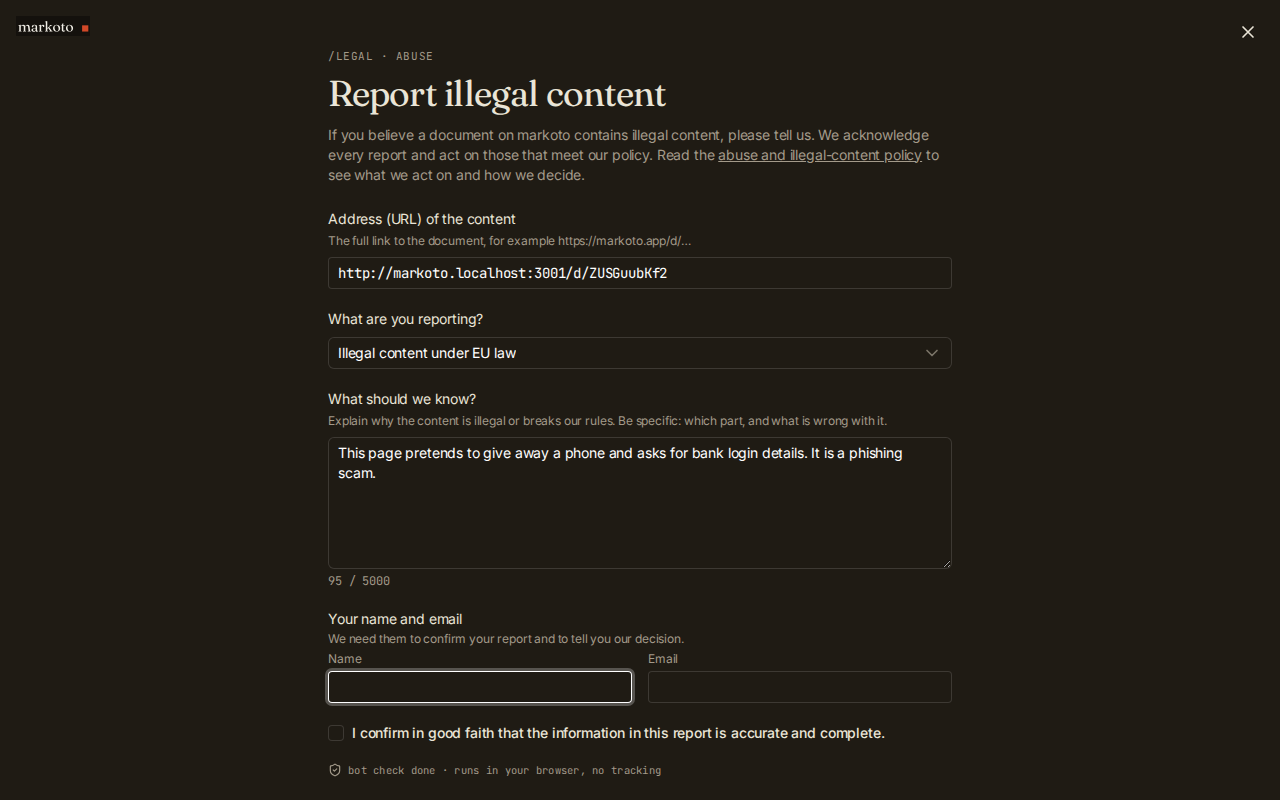 markoto
/LEGAL · ABUSE
Report illegal content
If you believe a document on markoto contains illegal content, please tell us. We acknowledge
every report and act on those that meet our policy. Read the abuse and illegal-content policy to
see what we act on and how we decide.
Address (URL) of the content
The full link to the document, for example https://markoto.app/d/…
http://markoto.localhost:3001/d/ZUSGuubKf2
What are you reporting?
Illegal content under EU law
What should we know?
Explain why the content is illegal or breaks our rules. Be specific: which part, and what is wrong with it.
This page pretends to give away a phone and asks for bank login details. It is a phishing
scam.
95 / 5000
Your name and email
We need them to confirm your report and to tell you our decision.
Name Email
I confirm in good faith that the information in this report is accurate and complete.
bot check done · runs in your browser, no tracking